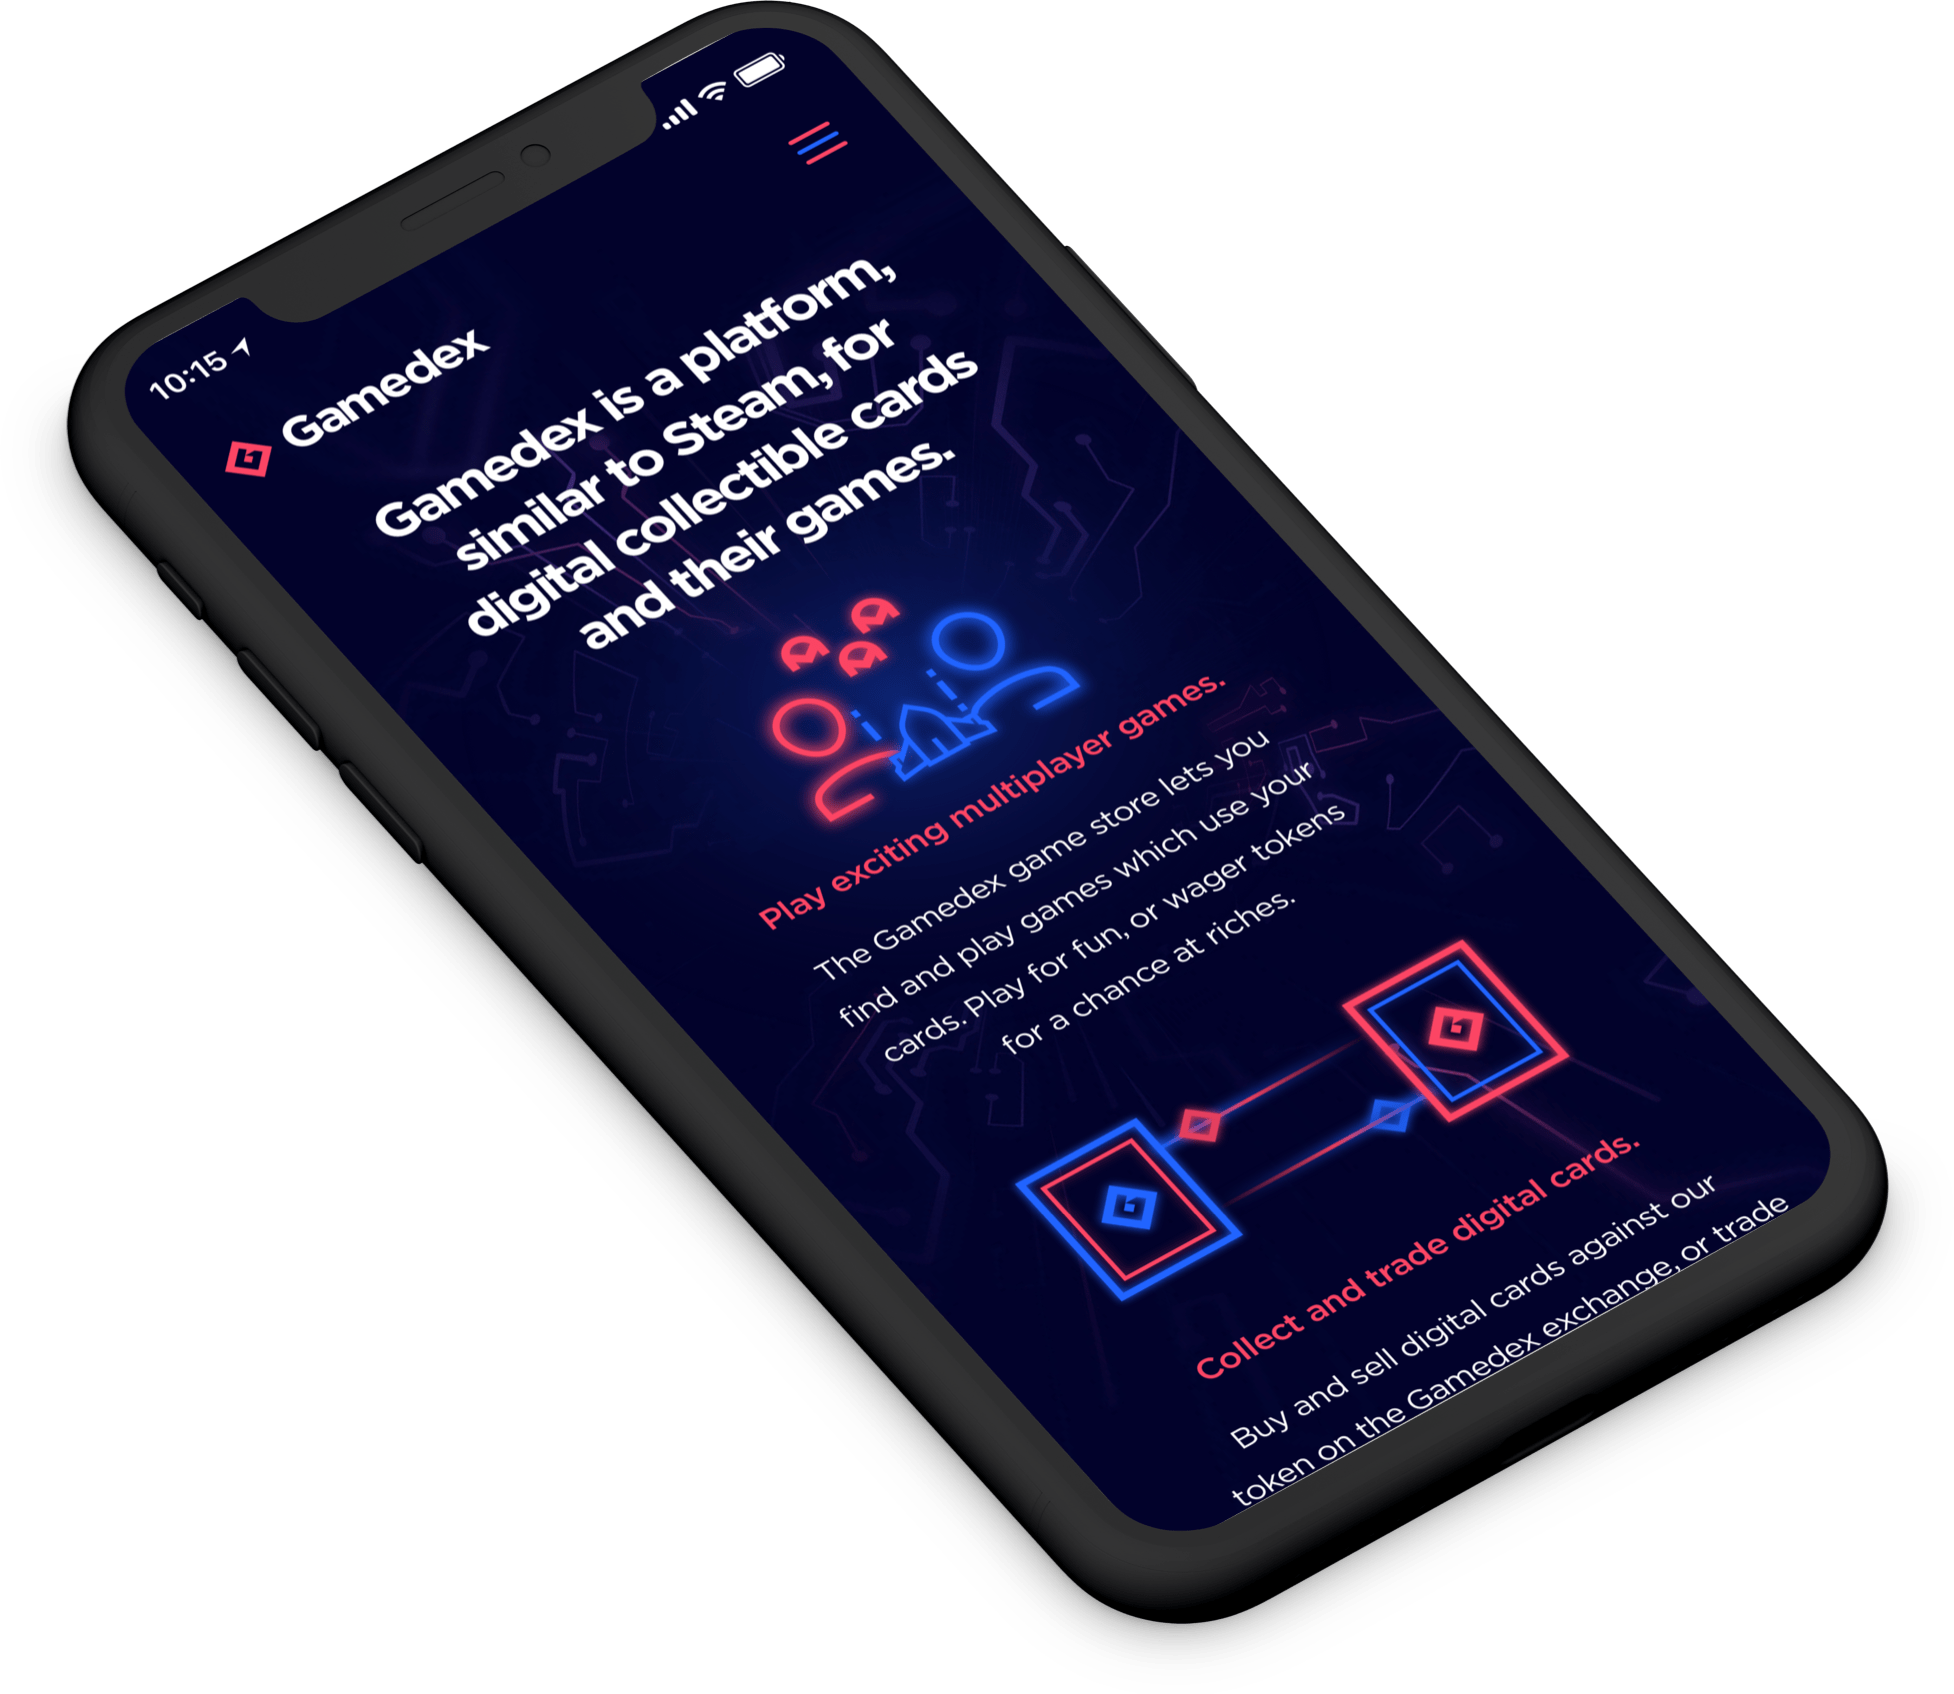 10:15
Gamedex
Gamedex is a platform,
similar to Steam, for
digital collectible cards
and their games.
Play exciting multiplayer games.
The Gamedex game store lets you
find and play games which use your
cards. Play for fun, or wager tokens
for a chance at riches.
Collect and trade digital cards.
Buy and sell digital cards against our
token on the Gamedex exchange, or trade